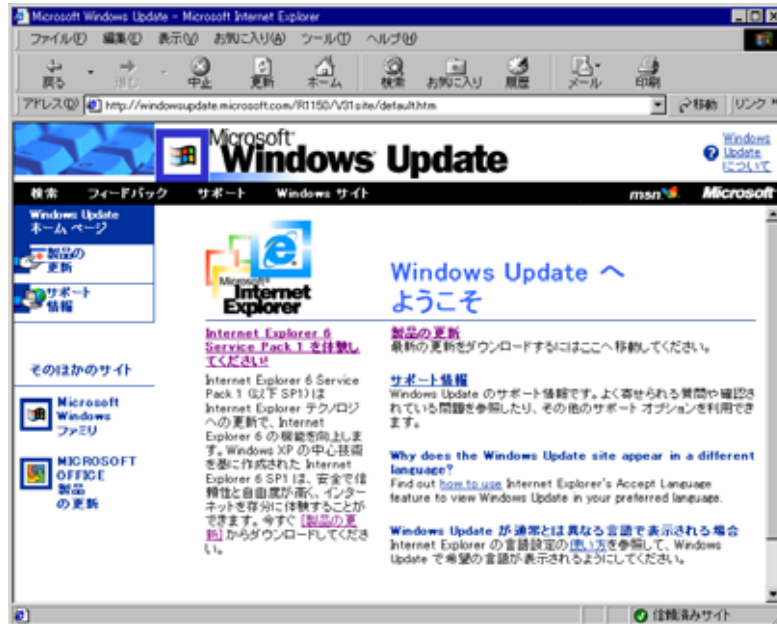 Microsoft Windows Update - Microsoft Internet Explorer
ファイル(F) 編集(E) 表示(V) お気に入り(A) ツール(T) ヘルプ(H)
戻る 進む 中止 更新 ホーム 検索 お気に入り 履歴 メール 印刷
アドレス(D) http://windowsupdate.microsoft.com/R1150/V31site/default.htm 移動 リンク
Microsoft
Windows Update
Windows
Update
について
検索 フィードバック サポート Windows サイト msn Microsoft
Windows Update
ホーム ページ
製品の
更新
サポート
情報
そのほかのサイト
Microsoft
Windows
ファミリ
MICROSOFT
OFFICE
製品
の更新
Microsoft
Internet
Explorer
Internet Explorer 6
Service Pack 1 を体験し
てください!
Internet Explorer 6 Service
Pack 1 (以下 SP1) は
Internet Explorer テクノロジ
への更新で、Internet
Explorer 6 の機能を向上しま
す。Windows XP の中心技術
を基に作成された Internet
Explorer 6 SP1 は、安全で信
頼性と自由度が高く、インター
ネットを存分に体験することが
できます。今すぐ [製品の更
新] からダウンロードしてくださ
い。
Windows Update へ
ようこそ
製品の更新
最新の更新をダウンロードするにはここへ移動してください。
サポート情報
Windows Update のサポート情報です。よく寄せられる質問や確認さ
れている問題を参照したり、その他のサポート オプションを利用でき
ます。
Why does the Windows Update site appear in a different
language?
Find out how to use Internet Explorer's Accept Language
feature to view Windows Update in your preferred language.
Windows Update が通常とは異なる言語で表示される場合
Internet Explorer の言語設定の使い方を参照して、Windows
Update で希望の言語が表示されるようにしてください。
信頼済みサイト